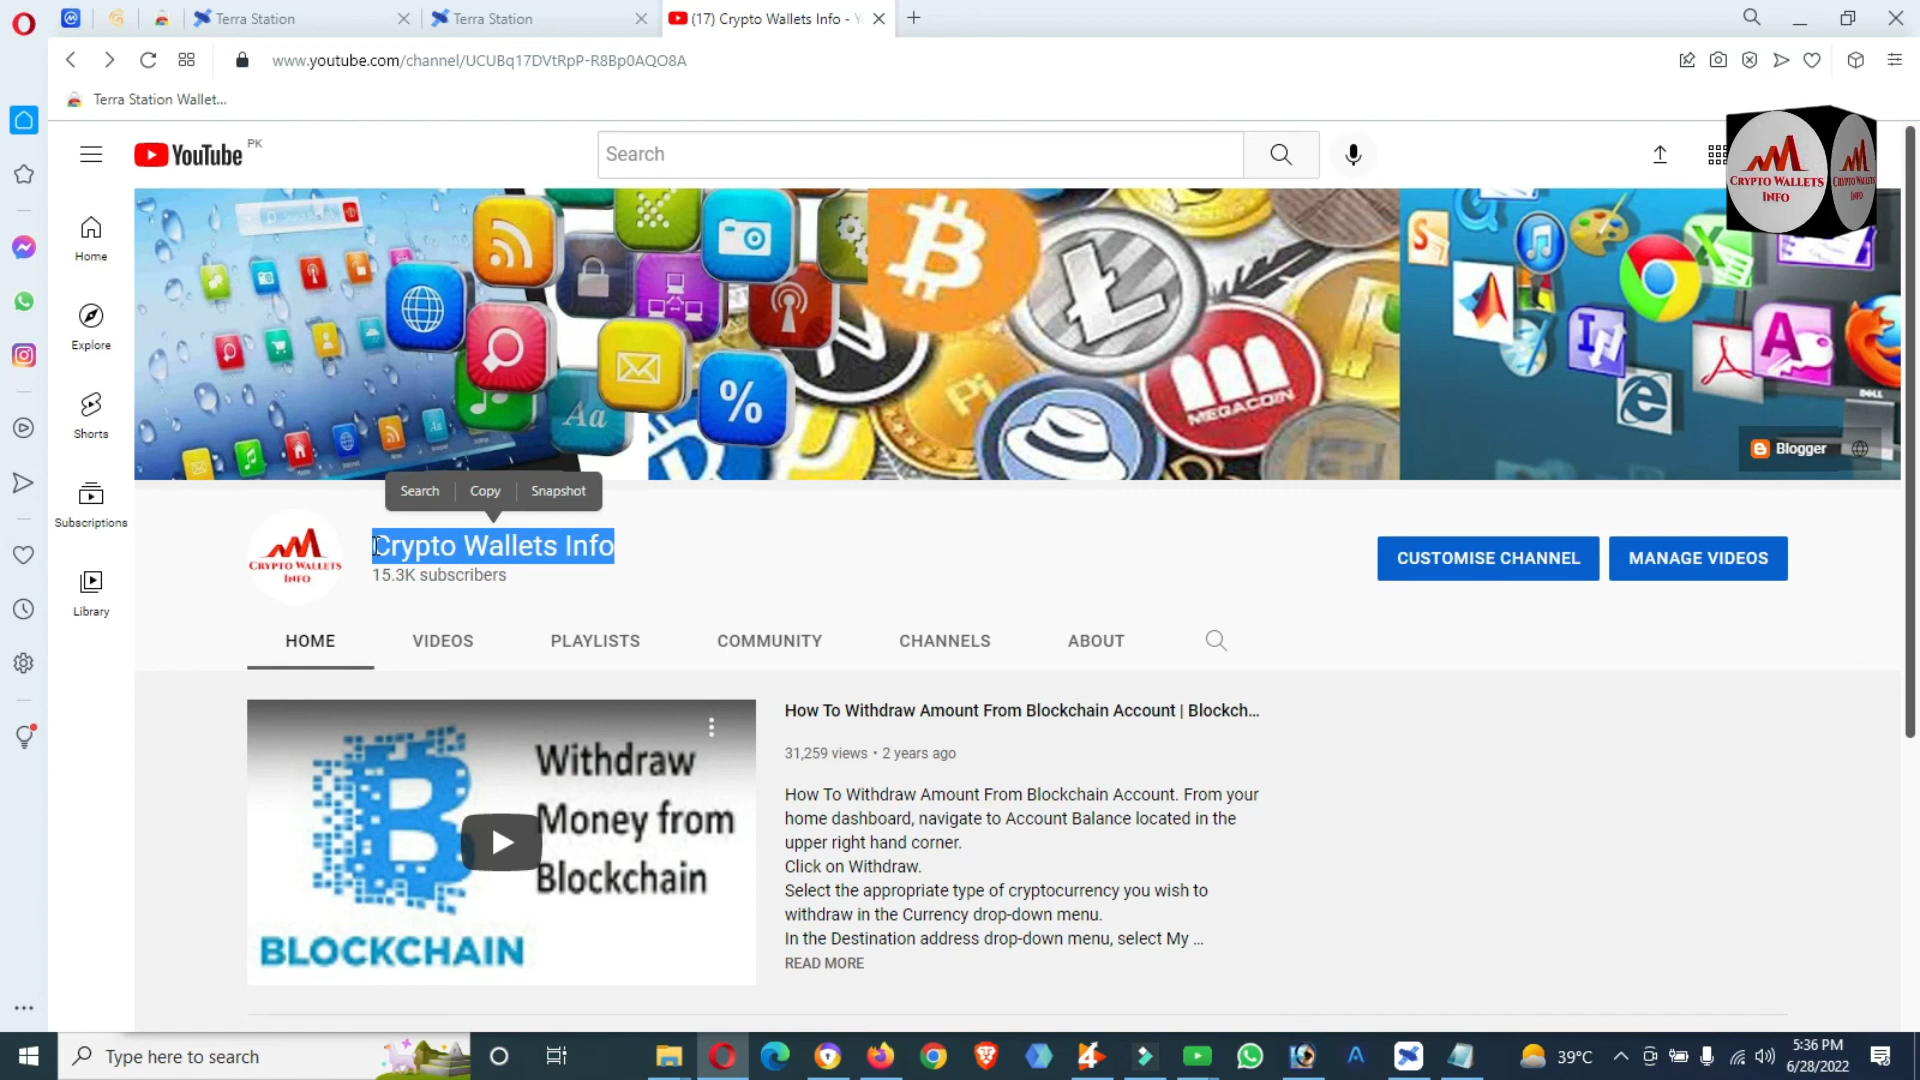 Terra Station
Terra Station
(17) Crypto Wallets Info - Y
www.youtube.com/channel/UCUBq17DVtRpP-R8Bp0AQO8A
Terra Station Wallet...
YouTube PK
Search
CRYPTO WALLETS
INFO
CRYPTO WALLETS
INFO
Home
Explore
Shorts
Subscriptions
Library
Aa
%
MEGACOIN
DELL
Blogger
Search
Copy
Snapshot
CRYPTO WALLETS
INFO
Crypto Wallets Info
15.3K subscribers
CUSTOMISE CHANNEL
MANAGE VIDEOS
HOME
VIDEOS
PLAYLISTS
COMMUNITY
CHANNELS
ABOUT
Withdraw
Money from
Blockchain
BLOCKCHAIN
How To Withdraw Amount From Blockchain Account | Blockch...
31,259 views • 2 years ago
How To Withdraw Amount From Blockchain Account. From your
home dashboard, navigate to Account Balance located in the
upper right hand corner.
Click on Withdraw.
Select the appropriate type of cryptocurrency you wish to
withdraw in the Currency drop-down menu.
In the Destination address drop-down menu, select My ...
READ MORE
Type here to search
39°C
5:36 PM
6/28/2022